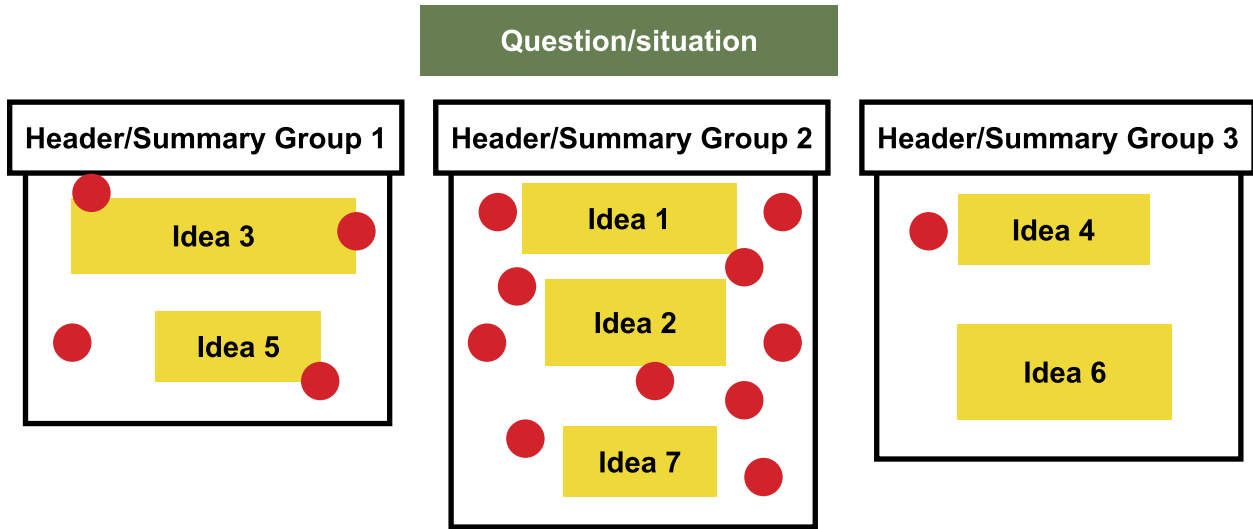 Question/situation
Header/Summary Group 1
Idea 3
Idea 5
Header/Summary Group 2
Idea 1
Idea 2
Idea 7
Header/Summary Group 3
Idea 4
Idea 6